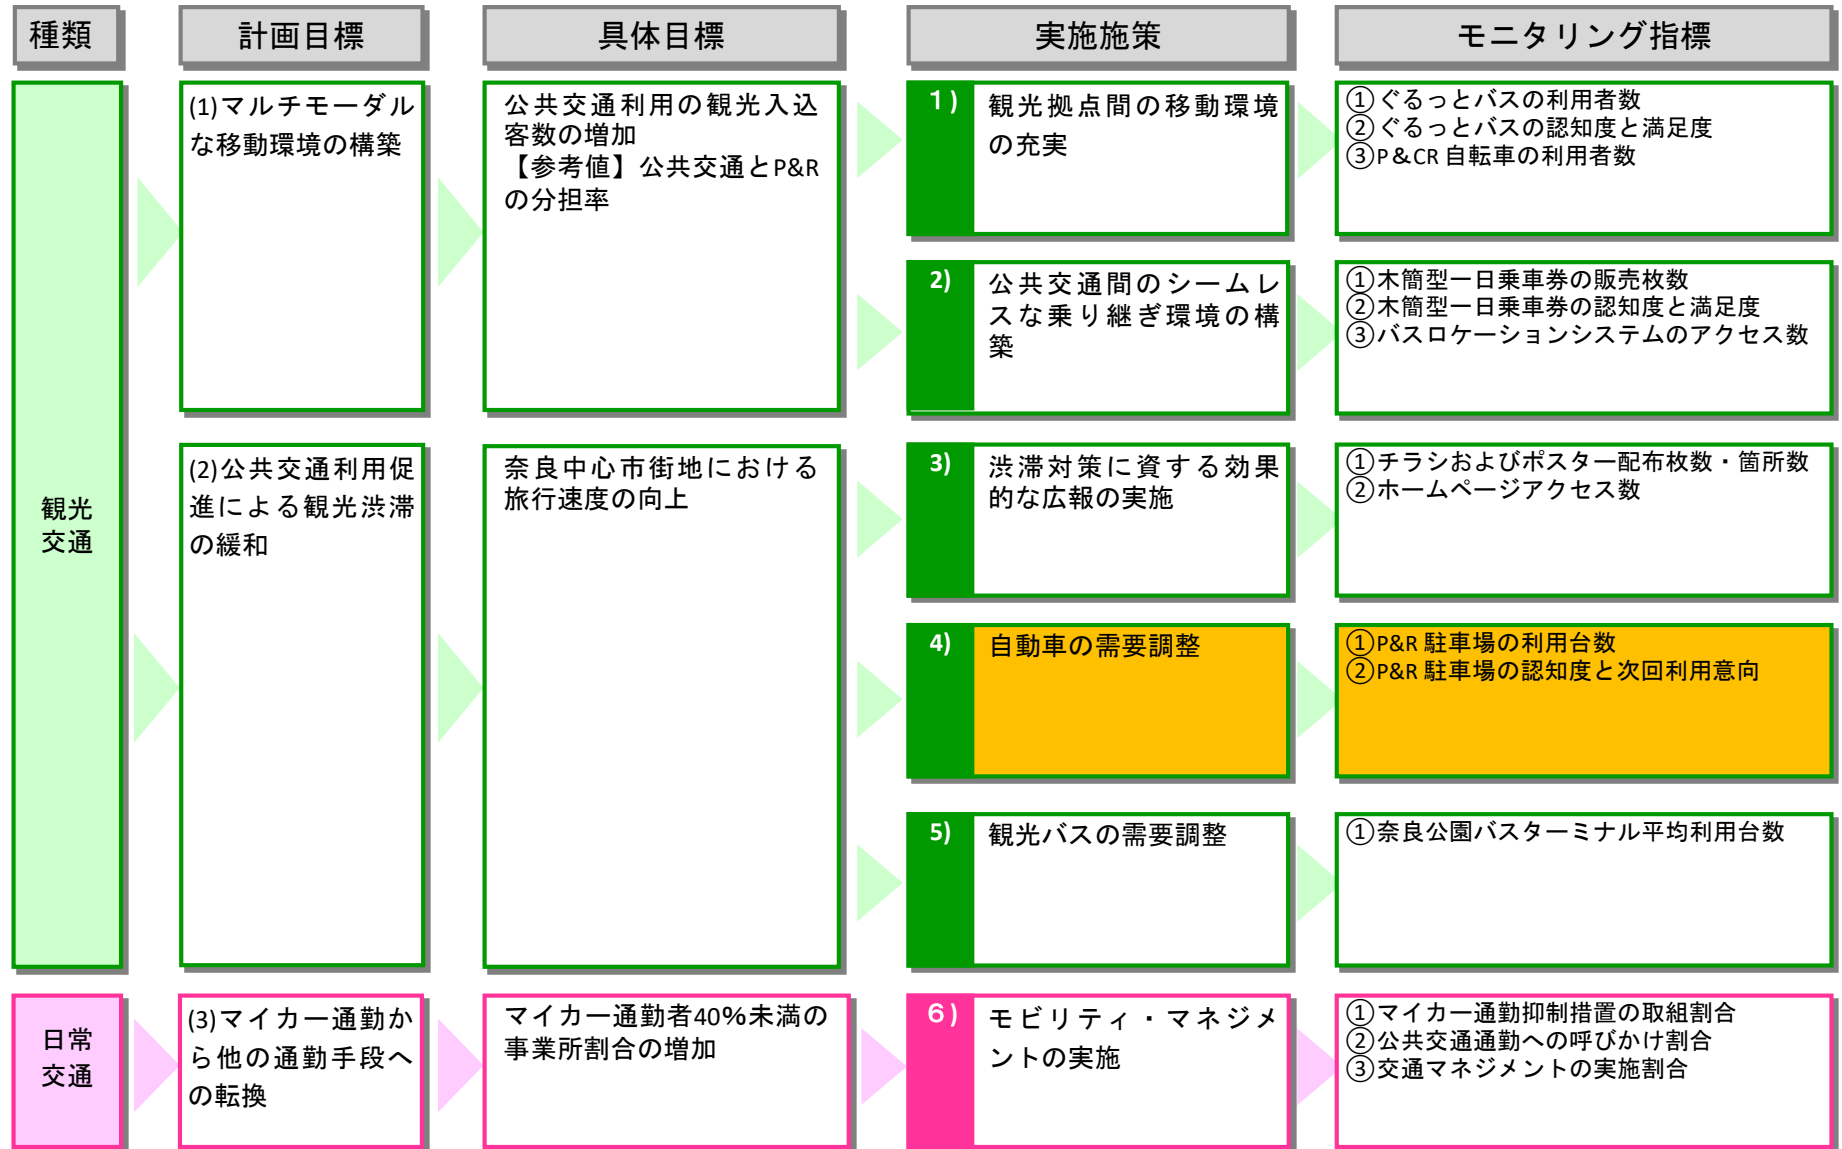 種類
計画目標
具体目標
実施施策
モニタリング指標
観光
交通
(1)マルチモーダル
な移動環境の構築
公共交通利用の観光入込
客数の増加
【参考値】公共交通とP&R
の分担率
1)
観光拠点間の移動環境
の充実
①ぐるっとバスの利用者数
②ぐるっとバスの認知度と満足度
③P&CR自転車の利用者数
2)
公共交通間のシームレ
スな乗り継ぎ環境の構
築
①木簡型一日乗車券の販売枚数
②木簡型一日乗車券の認知度と満足度
③バスロケーションシステムのアクセス数
(2)公共交通利用促
進による観光渋滞
の緩和
奈良中心市街地における
旅行速度の向上
3)
渋滞対策に資する効果
的な広報の実施
①チラシおよびポスター配布枚数・箇所数
②ホームページアクセス数
4)
自動車の需要調整
①P&R駐車場の利用台数
②P&R駐車場の認知度と次回利用意向
5)
観光バスの需要調整
①奈良公園バスターミナル平均利用台数
日常
交通
(3)マイカー通勤か
ら他の通勤手段へ
の転換
マイカー通勤者40%未満の
事業所割合の増加
6)
モビリティ・マネジメ
ントの実施
①マイカー通勤抑制措置の取組割合
②公共交通通勤への呼びかけ割合
③交通マネジメントの実施割合